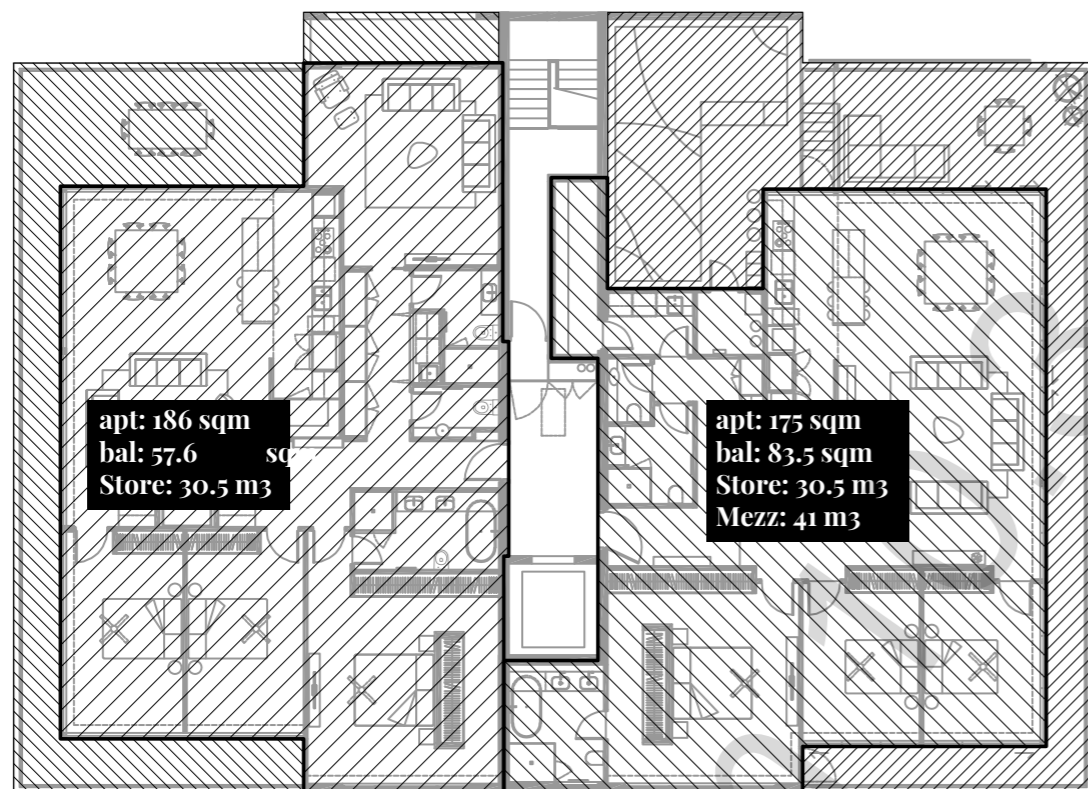 apt: 186 sqm
bal: 57.6 sqm
Store: 30.5 m3
apt: 175 sqm
bal: 83.5 sqm
Store: 30.5 m3
Mezz: 41 m3